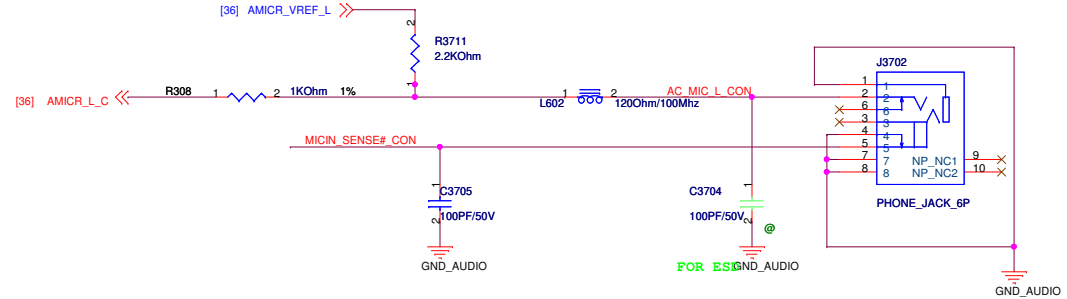 [36] AMICR_VREF_L
2
R3711
2.2KOhm
1
J3702
[36] AMICR_L_C
R308
1
2
1KOhm
1%
L602
1
2
120Ohm/100Mhz
AC_MIC_L_CON
1 1
2 2
6 6
3 3
4 4
5 5
7 7
8 8
NP_NC1 9
NP_NC2 10
MICIN_SENSE#_CON
PHONE_JACK_6P
1
C3705
100PF/50V
2
1
C3704
100PF/50V
2
@
GND_AUDIO
FOR ESD
GND_AUDIO
GND_AUDIO